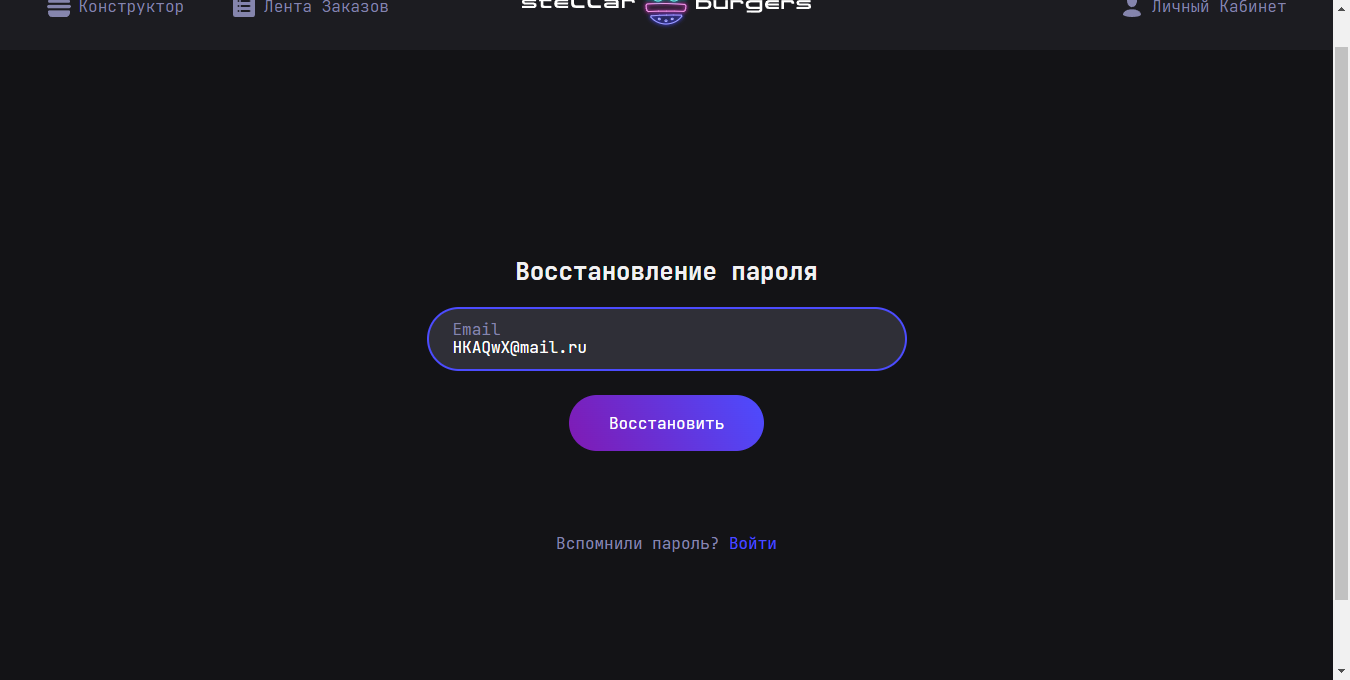 Конструктор
Лента Заказов
stellar burgers
Личный Кабинет
Восстановление пароля
Email
HKAQwX@mail.ru
Восстановить
Вспомнили пароль? Войти